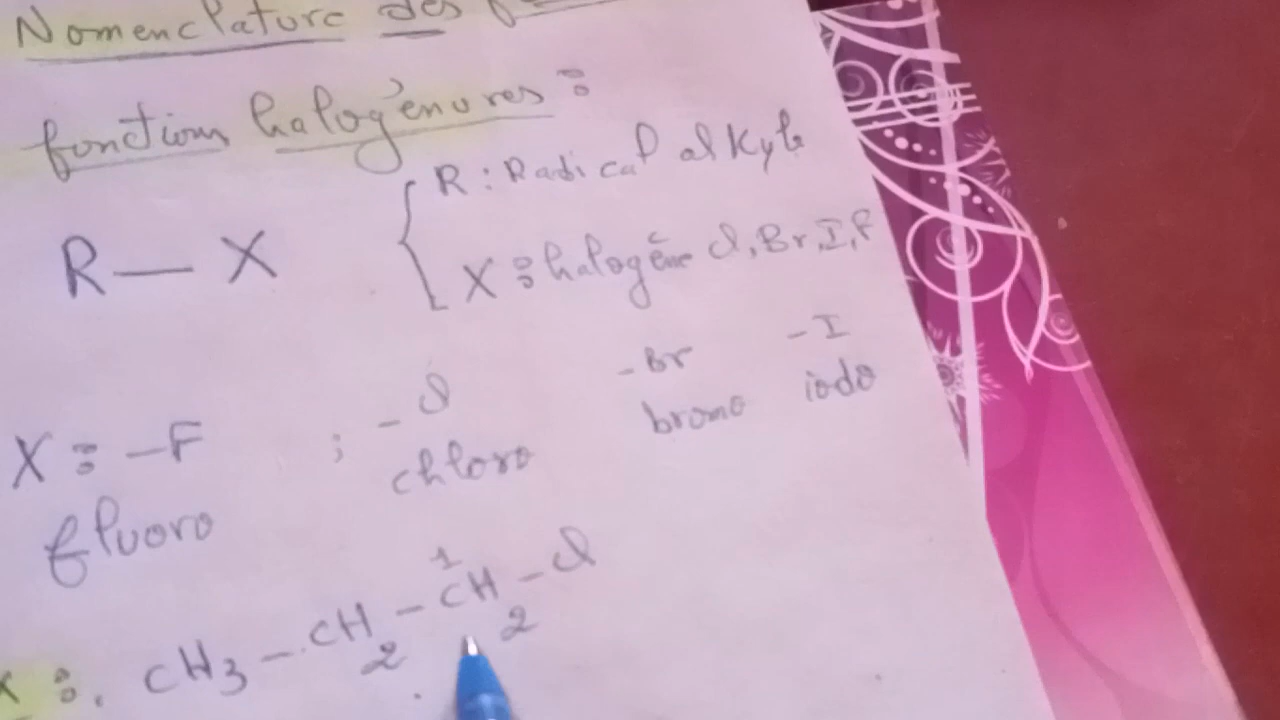 Nomenclature des
fonctions halogénures :
R — X
R : Radical alkyle
X : halogène Cl, Br, I, F
X : -F ; -Cl -Br -I
fluoro chloro bromo iodo
1
CH3 - CH2 - CH2 - Cl